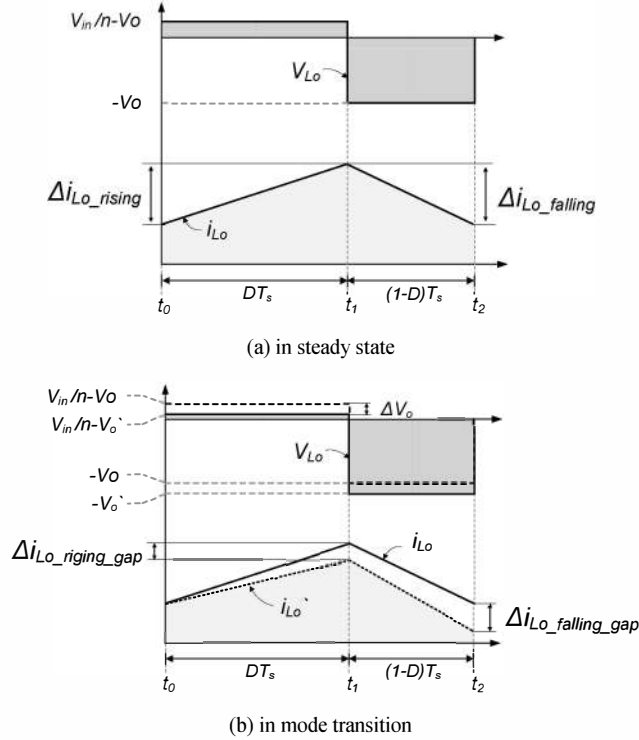 Vin/n-Vo
VLo
-Vo
ΔiLo_rising
iLo
ΔiLo_falling
DTs
(1-D)Ts
t0
t1
t2
(a) in steady state
Vin/n-Vo
Vin/n-Vo`
ΔVo
VLo
-Vo
-Vo`
ΔiLo_riging_gap
iLo
iLo`
ΔiLo_falling_gap
DTs
(1-D)Ts
t0
t1
t2
(b) in mode transition